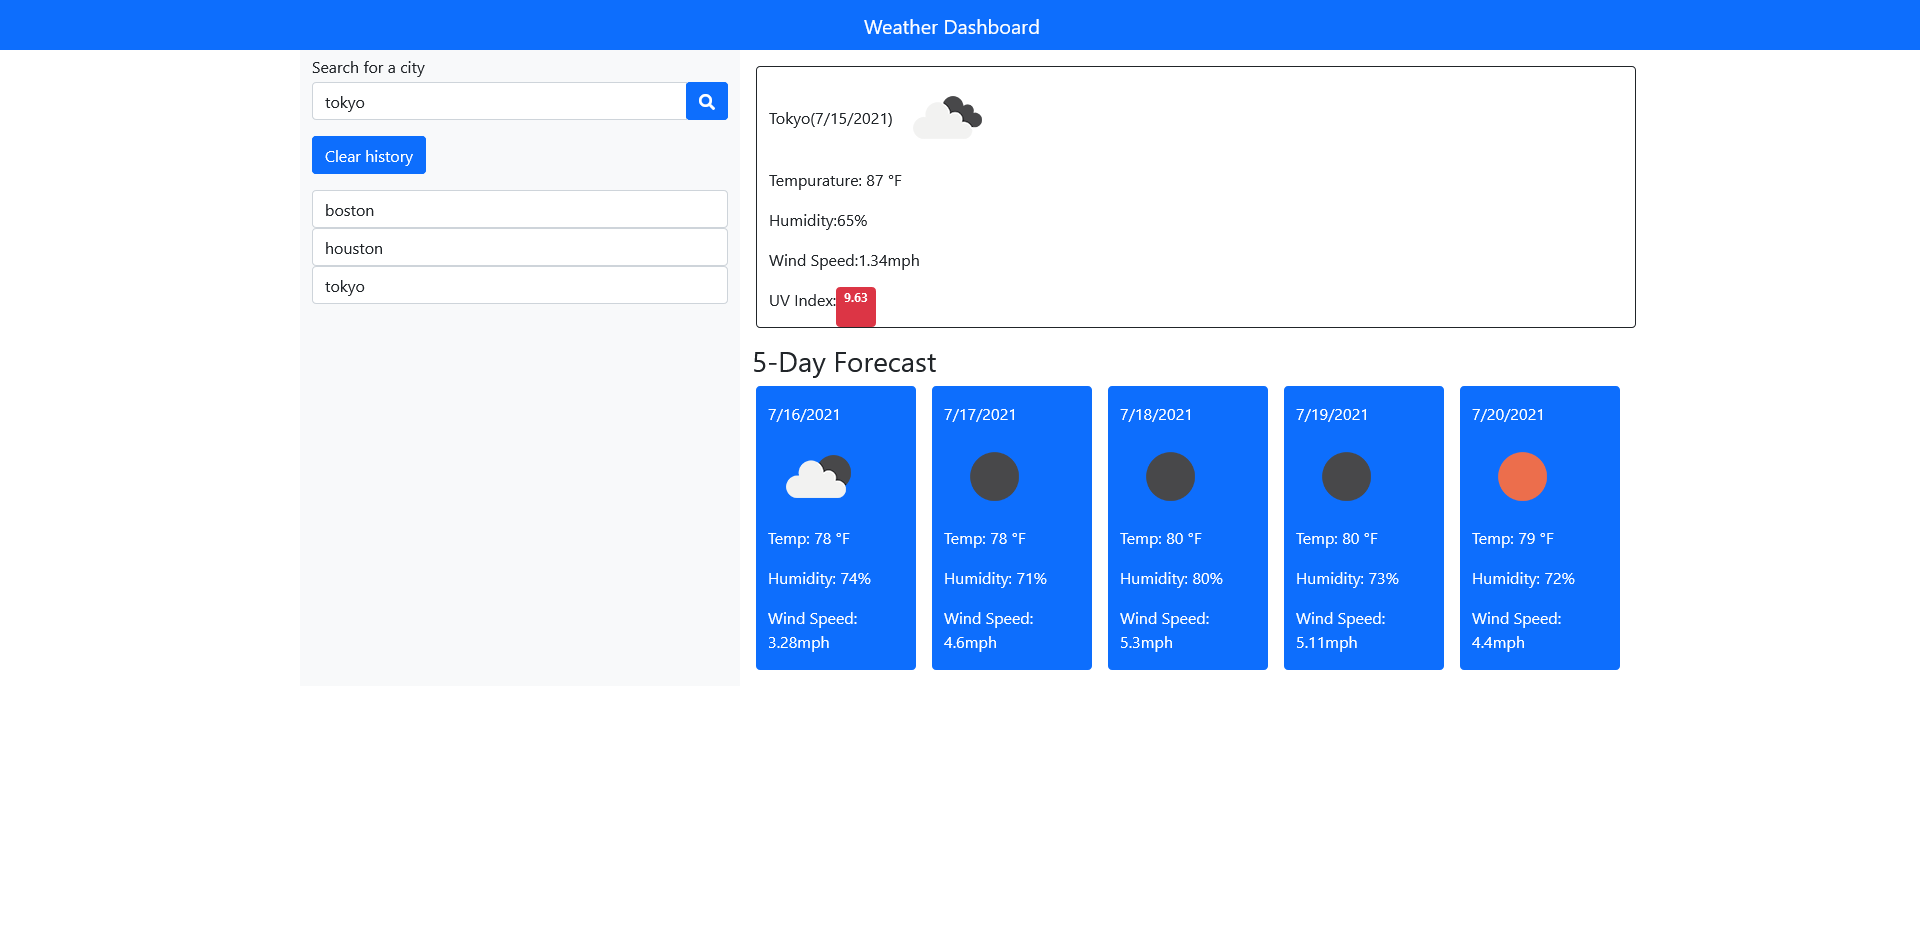 Weather Dashboard
Search for a city
tokyo
Clear history
boston
houston
tokyo
Tokyo(7/15/2021)
Tempurature: 87 °F
Humidity:65%
Wind Speed:1.34mph
UV Index:9.63
5-Day Forecast
7/16/2021
Temp: 78 °F
Humidity: 74%
Wind Speed:
3.28mph
7/17/2021
Temp: 78 °F
Humidity: 71%
Wind Speed:
4.6mph
7/18/2021
Temp: 80 °F
Humidity: 80%
Wind Speed:
5.3mph
7/19/2021
Temp: 80 °F
Humidity: 73%
Wind Speed:
5.11mph
7/20/2021
Temp: 79 °F
Humidity: 72%
Wind Speed:
4.4mph